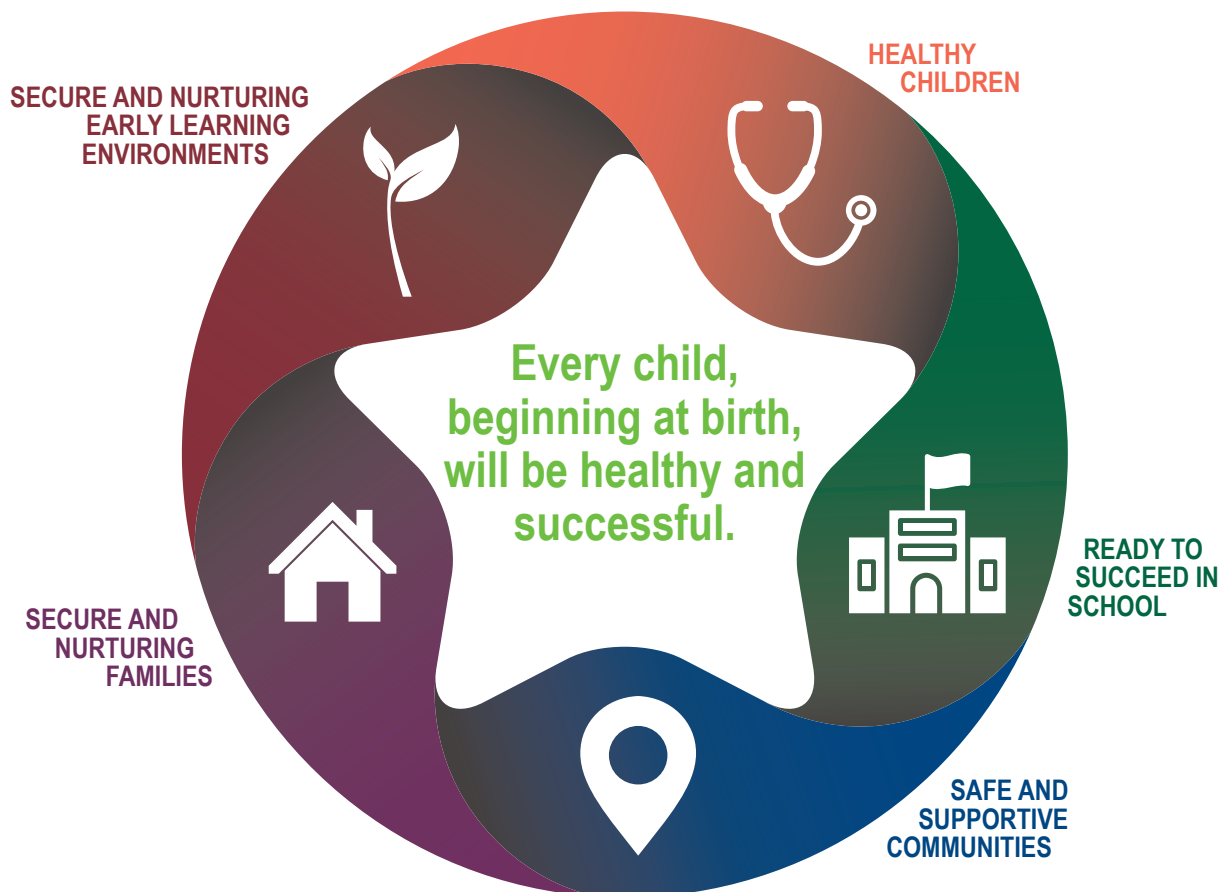 HEALTHY
CHILDREN
SECURE AND NURTURING
EARLY LEARNING
ENVIRONMENTS
Every child,
beginning at birth,
will be healthy and
successful.
READY TO
SUCCEED IN
SCHOOL
SECURE AND
NURTURING
FAMILIES
SAFE AND
SUPPORTIVE
COMMUNITIES